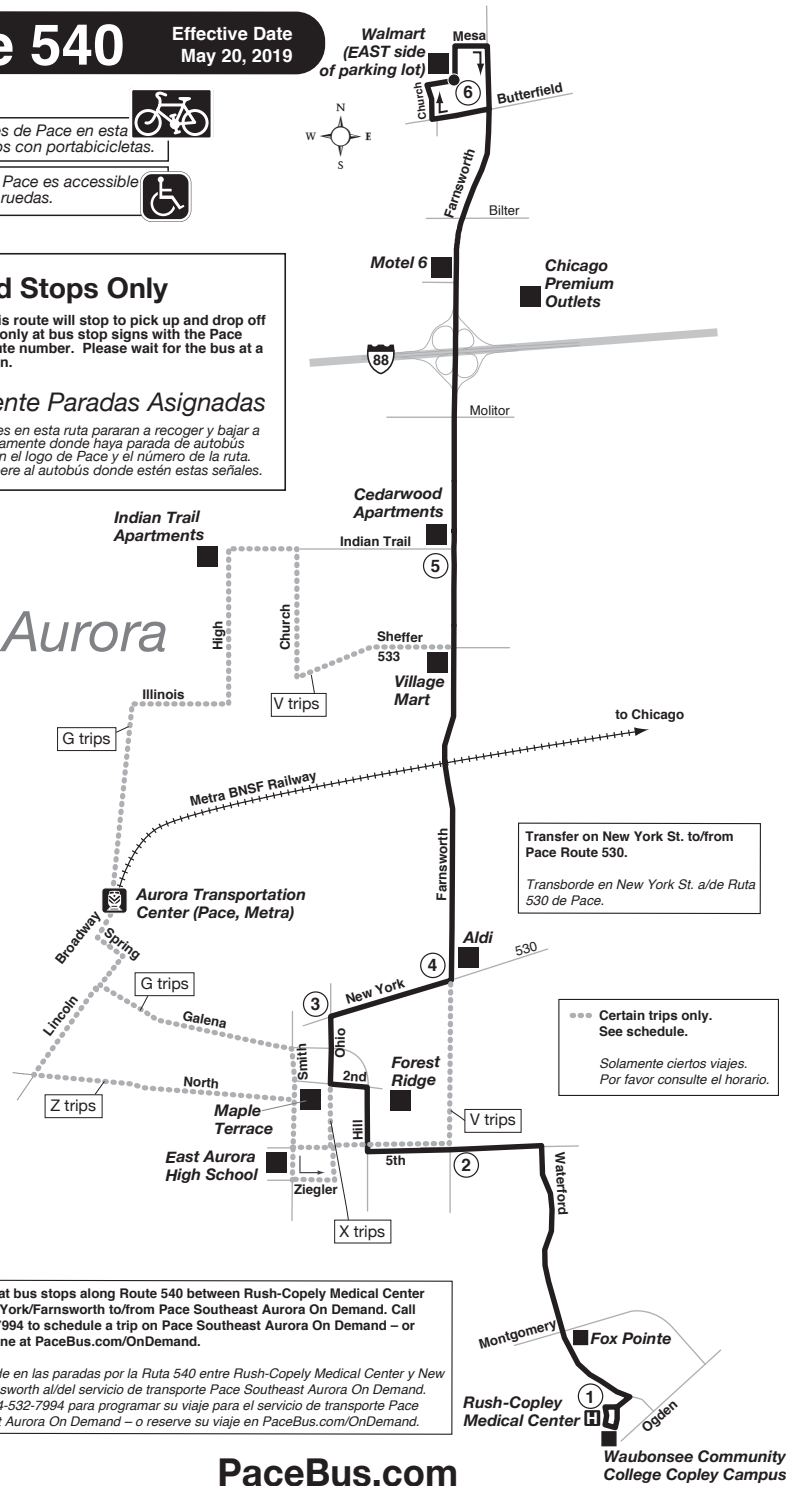 e 540
Effective Date
May 20, 2019
es de Pace en esta
os con portabicicletas.
Pace es accessible
ruedas.
d Stops Only
is route will stop to pick up and drop off
only at bus stop signs with the Pace
ute number. Please wait for the bus at a
n.
ente Paradas Asignadas
es en esta ruta pararan a recoger y bajar a
amente donde haya parada de autobús
n el logo de Pace y el número de la ruta.
ere al autobús donde estén estas señales.
N
W E
S
Walmart
(EAST side
of parking lot)
Mesa
Church
6
Butterfield
Farnsworth
Bilter
Motel 6
Chicago
Premium
Outlets
88
Molitor
Cedarwood
Apartments
Indian Trail
Apartments
Indian Trail
5
Aurora
High
Church
Sheffer
533
Village
Mart
V trips
Illinois
G trips
to Chicago
Metra BNSF Railway
Farnsworth
Transfer on New York St. to/from
Pace Route 530.
Transborde en New York St. a/de Ruta
530 de Pace.
Aurora Transportation
Center (Pace, Metra)
Broadway
Spring
Aldi
530
4
G trips
3
New York
Lincoln
Galena
Smith
Ohio
Certain trips only.
See schedule.
Solamente ciertos viajes.
Por favor consulte el horario.
Forest
Ridge
2nd
North
Z trips
Maple
Terrace
Hill
V trips
East Aurora
High School
5th
2
Ziegler
Waterford
X trips
at bus stops along Route 540 between Rush-Copely Medical Center
York/Farnsworth to/from Pace Southeast Aurora On Demand. Call
7994 to schedule a trip on Pace Southeast Aurora On Demand – or
ne at PaceBus.com/OnDemand.
de en las paradas por la Ruta 540 entre Rush-Copely Medical Center y New
sworth al/del servicio de transporte Pace Southeast Aurora On Demand.
4-532-7994 para programar su viaje para el servicio de transporte Pace
t Aurora On Demand – o reserve su viaje en PaceBus.com/OnDemand.
Montgomery
Fox Pointe
1
Rush-Copley
Medical Center
H
Ogden
Waubonsee Community
College Copley Campus
PaceBus.com